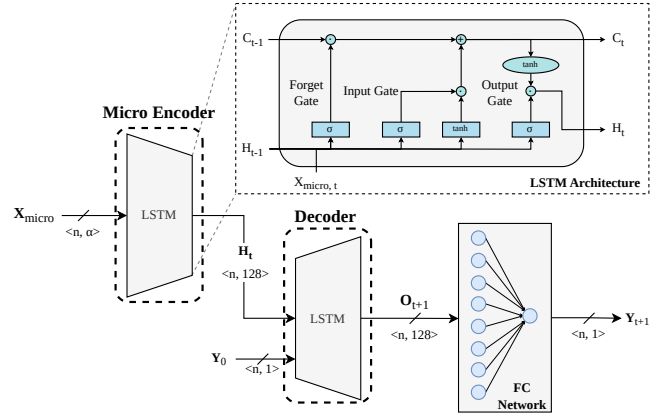 C_{t-1}
C_t
tanh
Forget
Gate
Input Gate
Output
Gate
σ
σ
tanh
σ
H_{t-1}
H_t
X_{micro, t}
LSTM Architecture
Micro Encoder
LSTM
X_{micro}
<n, α>
H_t
<n, 128>
Decoder
LSTM
Y_0
<n, 1>
O_{t+1}
<n, 128>
FC
Network
Y_{t+1}
<n, 1>